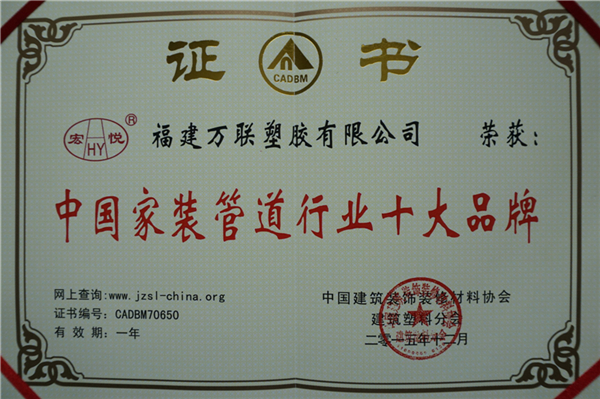 证 书
CADBM
宏 HY 悦 ®
福建万联塑胶有限公司 荣获：
中国家装管道行业十大品牌
网上查询:www.jzsl-china.org
证书编号：CADBM70650
有 效 期：一年
中国建筑装饰装修材料协会
建筑塑料分会
二零一五年十二月